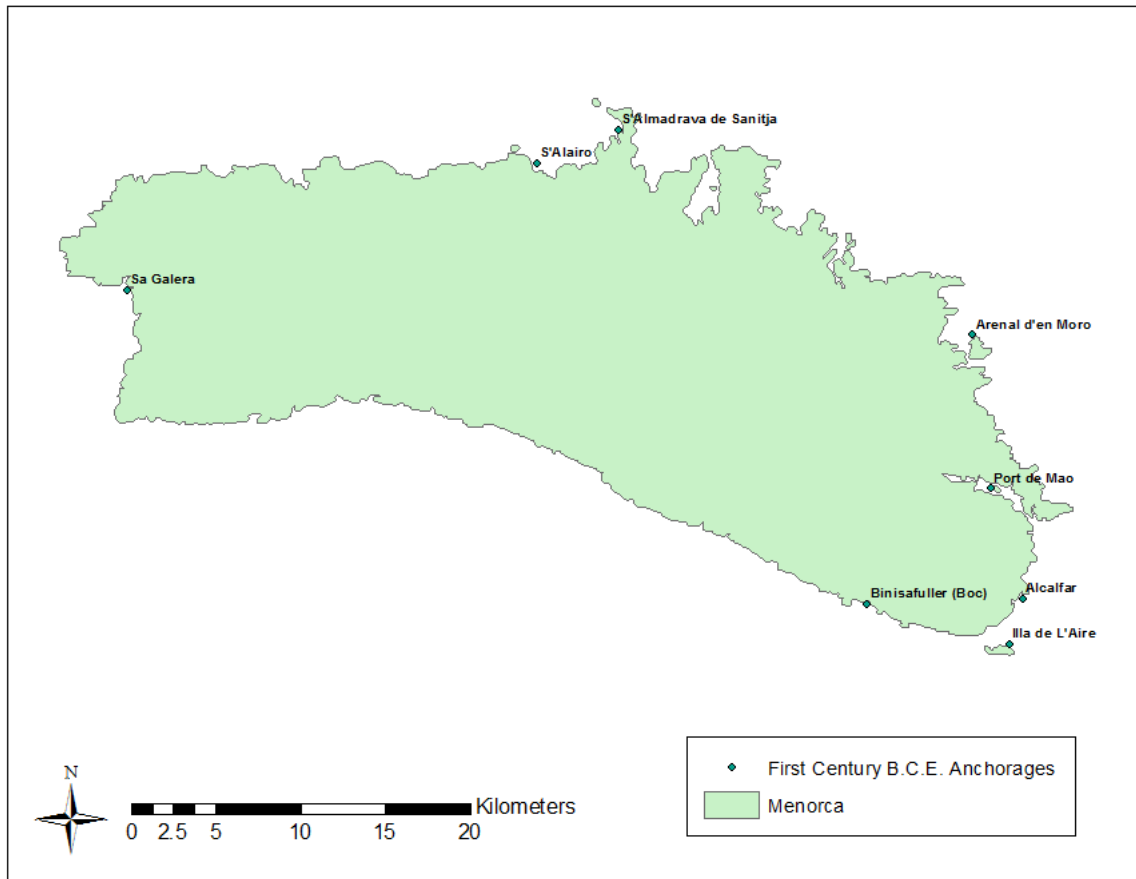 S'Almadrava de Sanitja
S'Alairo
Sa Galera
Arenal d'en Moro
Port de Mao
Binisafuller (Boc)
Alcalfar
Illa de L'Aire
First Century B.C.E. Anchorages
Menorca
N
Kilometers
0 2.5 5 10 15 20